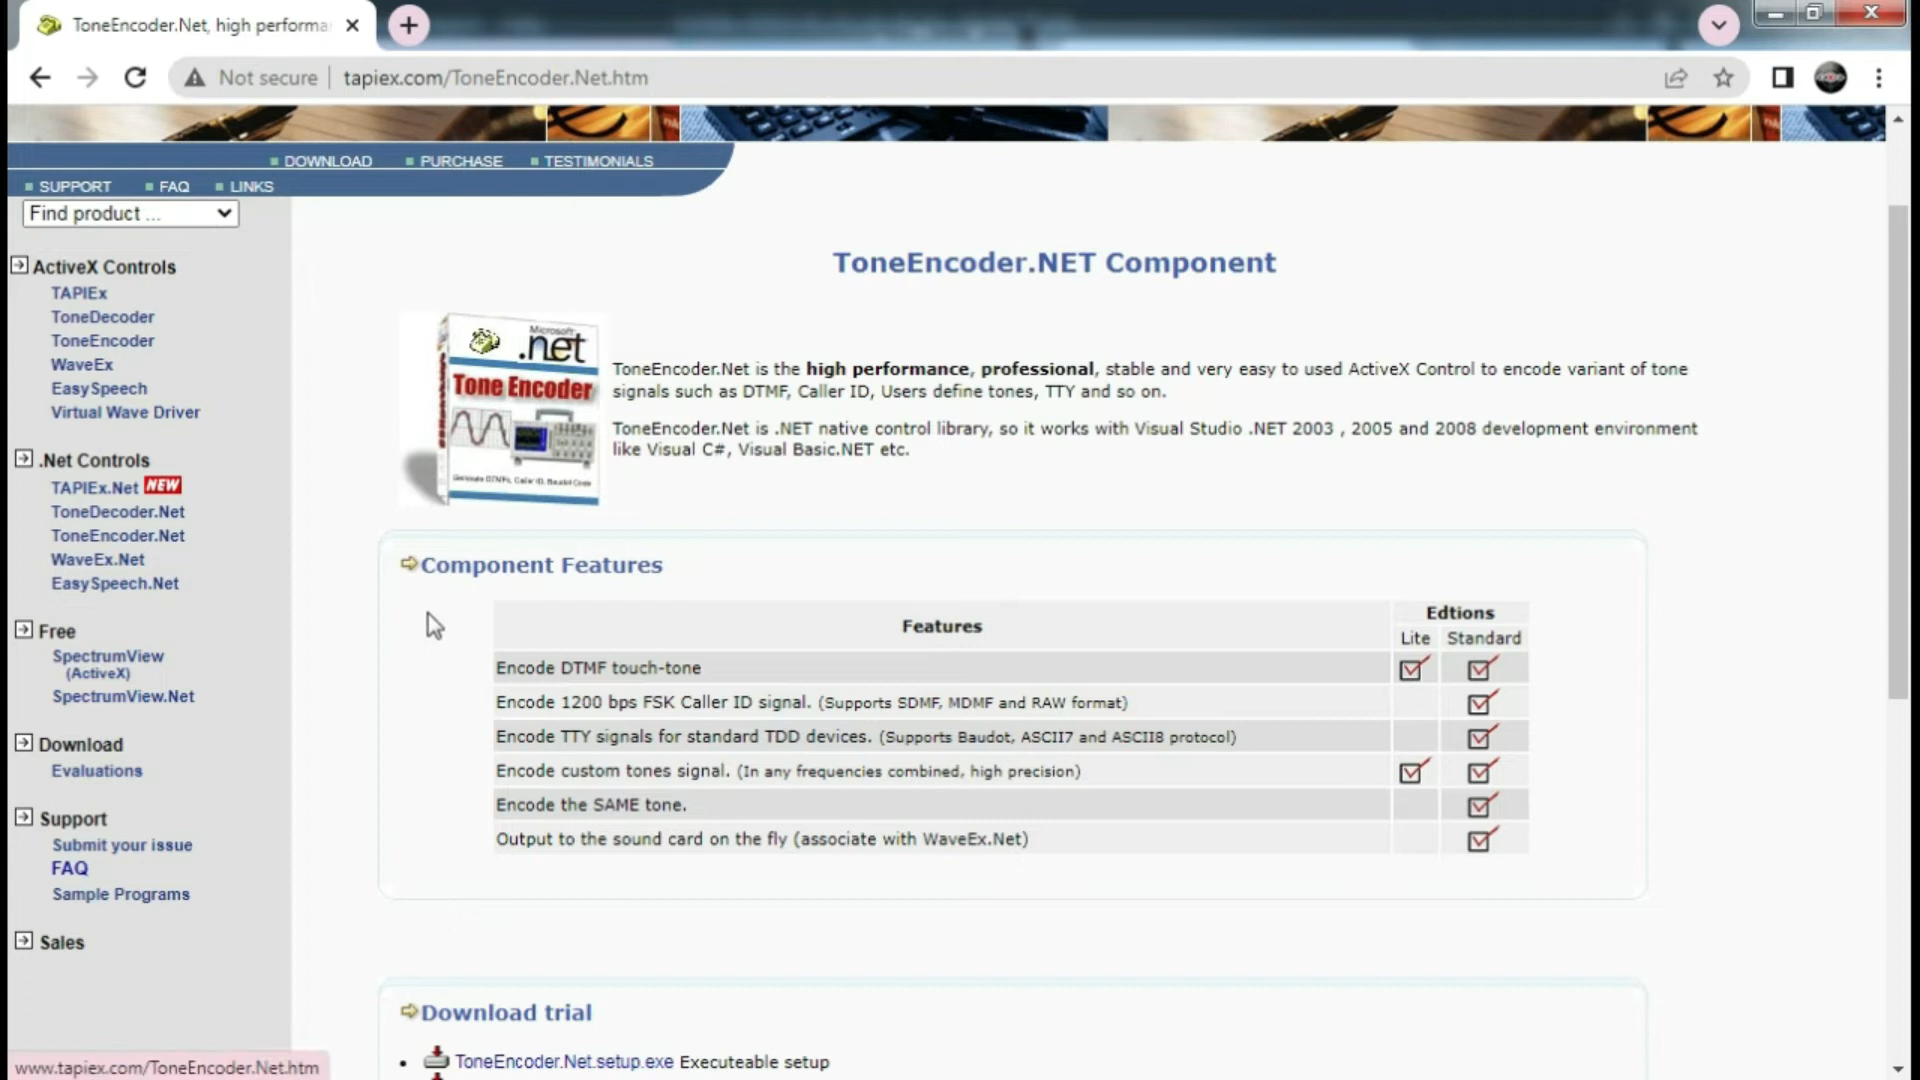 ToneEncoder.Net, high performa
Not secure
tapiex.com/ToneEncoder.Net.htm
DOWNLOAD
PURCHASE
TESTIMONIALS
SUPPORT
FAQ
LINKS
Find product ...
ActiveX Controls
TAPIEx
ToneDecoder
ToneEncoder
WaveEx
EasySpeech
Virtual Wave Driver
.Net Controls
TAPIEx.Net NEW
ToneDecoder.Net
ToneEncoder.Net
WaveEx.Net
EasySpeech.Net
Free
SpectrumView
(ActiveX)
SpectrumView.Net
Download
Evaluations
Support
Submit your issue
FAQ
Sample Programs
Sales
ToneEncoder.NET Component
Microsoft
.net
Tone Encoder
Generate DTMFs, Caller ID, Baudot Code
ToneEncoder.Net is the high performance, professional, stable and very easy to used ActiveX Control to encode variant of tone
signals such as DTMF, Caller ID, Users define tones, TTY and so on.
ToneEncoder.Net is .NET native control library, so it works with Visual Studio .NET 2003 , 2005 and 2008 development environment
like Visual C#, Visual Basic.NET etc.
Component Features
Features
Edtions
Lite
Standard
Encode DTMF touch-tone
Encode 1200 bps FSK Caller ID signal. (Supports SDMF, MDMF and RAW format)
Encode TTY signals for standard TDD devices. (Supports Baudot, ASCII7 and ASCII8 protocol)
Encode custom tones signal. (In any frequencies combined, high precision)
Encode the SAME tone.
Output to the sound card on the fly (associate with WaveEx.Net)
Download trial
ToneEncoder.Net.setup.exe Executeable setup
www.tapiex.com/ToneEncoder.Net.htm